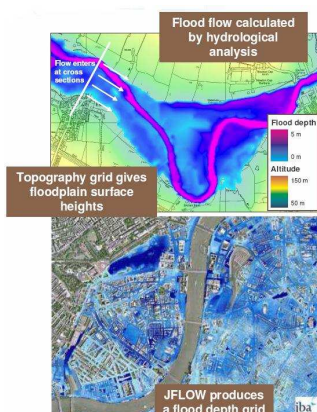 Flood flow calculated
by hydrological
analysis
Flow enters
at cross
sections
Flood depth
5 m
0 m
Altitude
150 m
50 m
Topography grid gives
floodplain surface
heights
JFLOW produces
a flood depth grid
jba